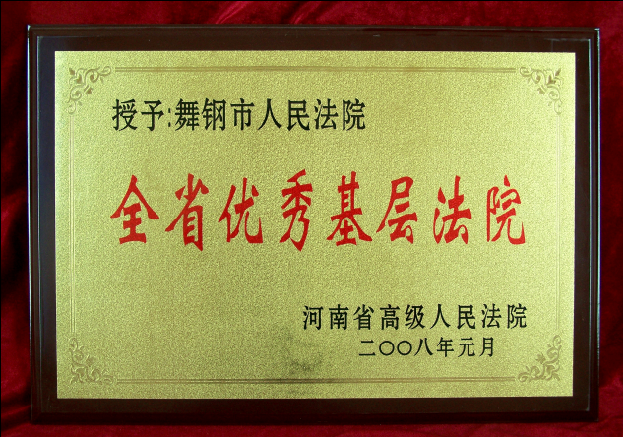 授予:舞钢市人民法院
全省优秀基层法院
河南省高级人民法院
二〇〇八年元月